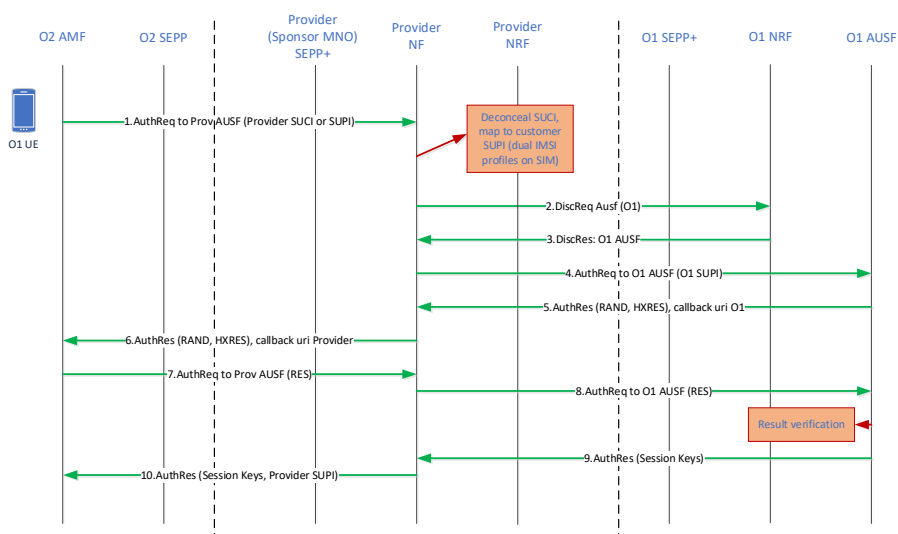 Provider
(Sponsor MNO)
SEPP+
O2 AMF
O2 SEPP
Provider
NF
Provider
NRF
O1 SEPP+
O1 NRF
O1 AUSF
O1 UE
1.AuthReq to Prov AUSF (Provider SUCI or SUPI)
Deconceal SUCI,
map to customer
SUPI (dual IMSI
profiles on SIM)
2.DiscReq Ausf (O1)
3.DiscRes: O1 AUSF
4.AuthReq to O1 AUSF (O1 SUPI)
5.AuthRes (RAND, HXRES), callback uri O1
6.AuthRes (RAND, HXRES), callback uri Provider
7.AuthReq to Prov AUSF (RES)
8.AuthReq to O1 AUSF (RES)
Result verification
9.AuthRes (Session Keys)
10.AuthRes (Session Keys, Provider SUPI)